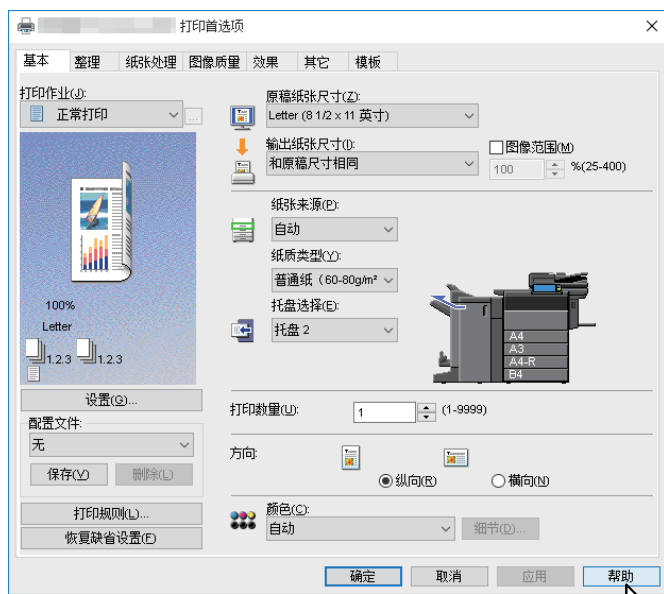 打印首选项
基本 整理 纸张处理 图像质量 效果 其它 模板
打印作业(J):
正常打印
...
100%
Letter
1.2.3 1.2.3
设置(G)...
配置文件:
无
保存(V) 删除(L)
打印规则(L)...
恢复缺省设置(F)
原稿纸张尺寸(Z):
Letter (8 1/2 x 11 英寸)
输出纸张尺寸(I):
和原稿尺寸相同
图像范围(M)
100 %(25-400)
纸张来源(P):
自动
纸质类型(Y):
普通纸（60-80g/m²
托盘选择(E):
托盘 2
A4
A3
A4-R
B4
打印数量(U):
1 (1-9999)
方向:
纵向(R) 横向(N)
颜色(C):
自动 细节(D)...
确定 取消 应用 帮助